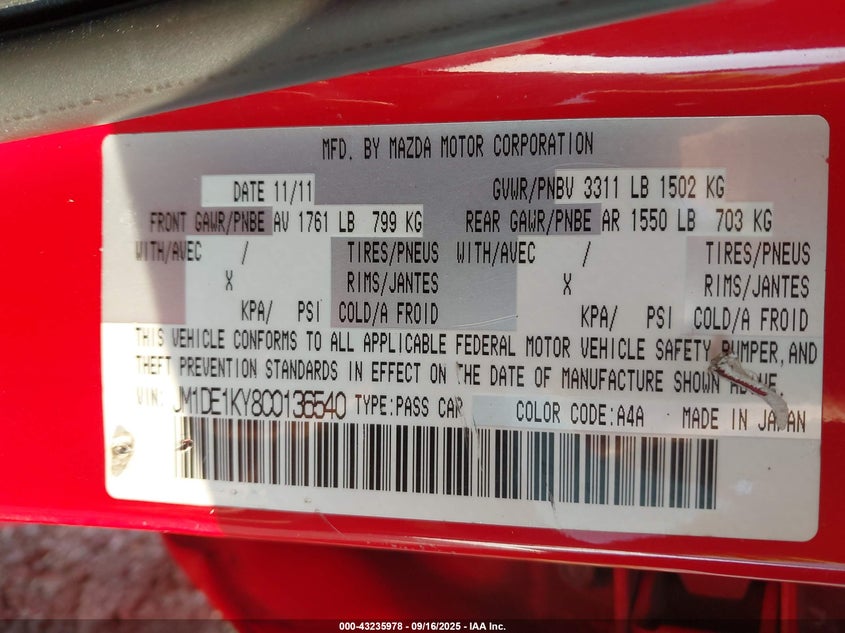 MFD. BY MAZDA MOTOR CORPORATION
DATE 11/11 GVWR/PNBV 3311 LB 1502 KG
FRONT GAWR/PNBE AV 1761 LB 799 KG REAR GAWR/PNBE AR 1550 LB 703 KG
WITH/AVEC / TIRES/PNEUS WITH/AVEC / TIRES/PNEUS
X RIMS/JANTES X RIMS/JANTES
KPA/ PSI COLD/A FROID KPA/ PSI COLD/A FROID
THIS VEHICLE CONFORMS TO ALL APPLICABLE FEDERAL MOTOR VEHICLE SAFETY BUMPER, AND
THEFT PREVENTION STANDARDS IN EFFECT ON THE DATE OF MANUFACTURE SHOWN ABOVE.
VIN: JM1DE1KY8C0136540 TYPE:PASS CAR COLOR CODE:A4A MADE IN JAPAN
000-43235978 - 09/16/2025 - IAA Inc.